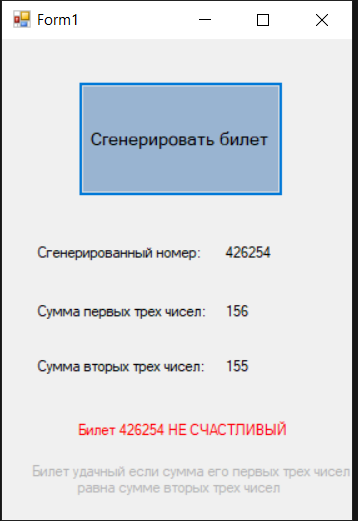 Form1
Сгенерировать билет
Сгенерированный номер: 426254
Сумма первых трех чисел: 156
Сумма вторых трех чисел: 155
Билет 426254 НЕ СЧАСТЛИВЫЙ
Билет удачный если сумма его первых трех чисел
равна сумме вторых трех чисел